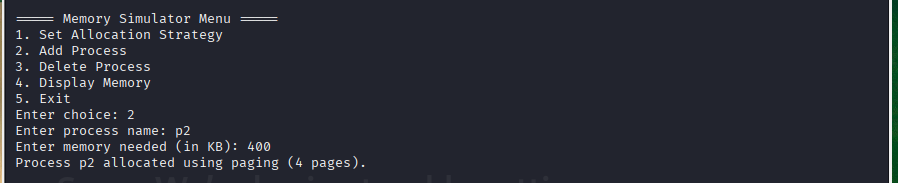 ===== Memory Simulator Menu =====
1. Set Allocation Strategy
2. Add Process
3. Delete Process
4. Display Memory
5. Exit
Enter choice: 2
Enter process name: p2
Enter memory needed (in KB): 400
Process p2 allocated using paging (4 pages).